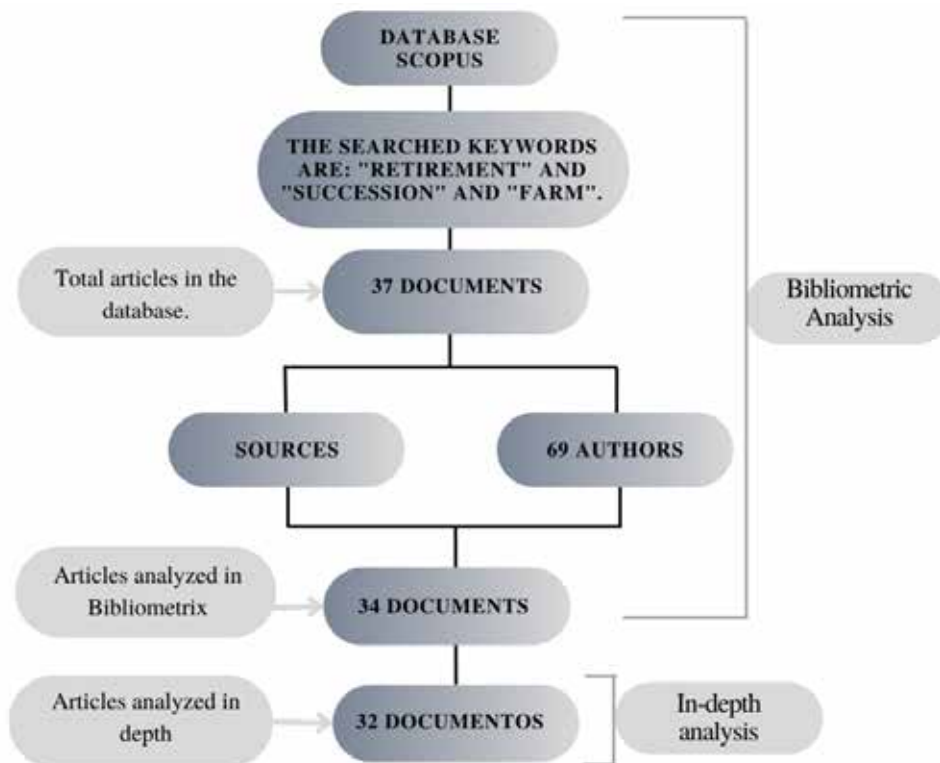 DATABASE
SCOPUS
THE SEARCHED KEYWORDS
ARE: "RETIREMENT" AND
"SUCCESSION" AND "FARM".
Total articles in the
database.
37 DOCUMENTS
Bibliometric
Analysis
SOURCES
69 AUTHORS
Articles analyzed in
Bibliometrix
34 DOCUMENTS
Articles analyzed in
depth
32 DOCUMENTOS
In-depth
analysis